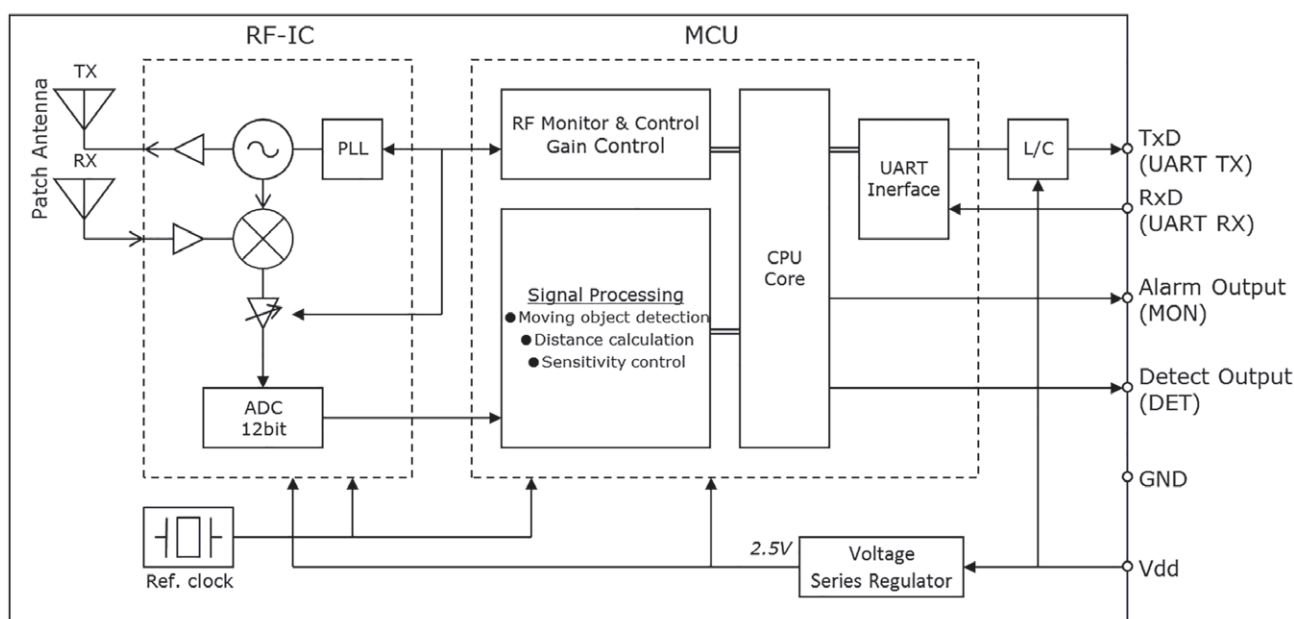 RF-IC
MCU
Patch Antenna
TX
RX
PLL
RF Monitor & Control
Gain Control
UART
Inerface
L/C
TxD
(UART TX)
RxD
(UART RX)
CPU
Core
Signal Processing
● Moving object detection
● Distance calculation
● Sensitivity control
Alarm Output
(MON)
Detect Output
(DET)
ADC
12bit
GND
Ref. clock
2.5V
Voltage
Series Regulator
Vdd